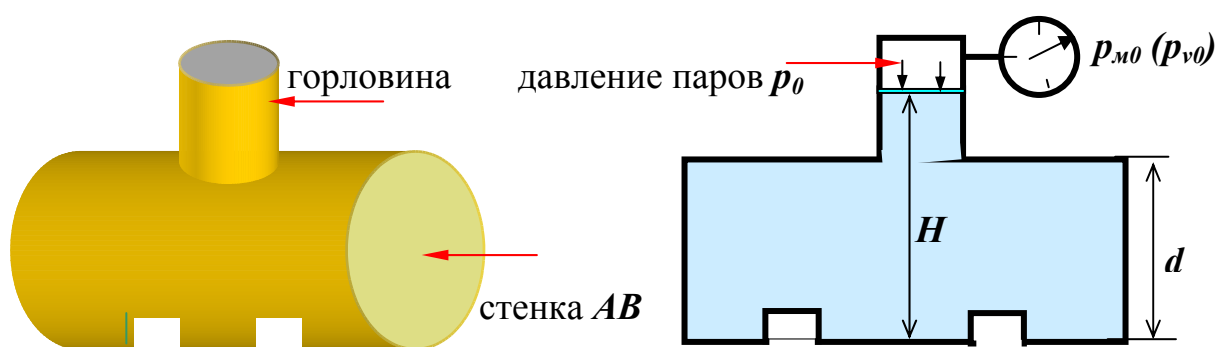 горловина
стенка AB
давление паров p₀
pм0 (pv0)
H
d